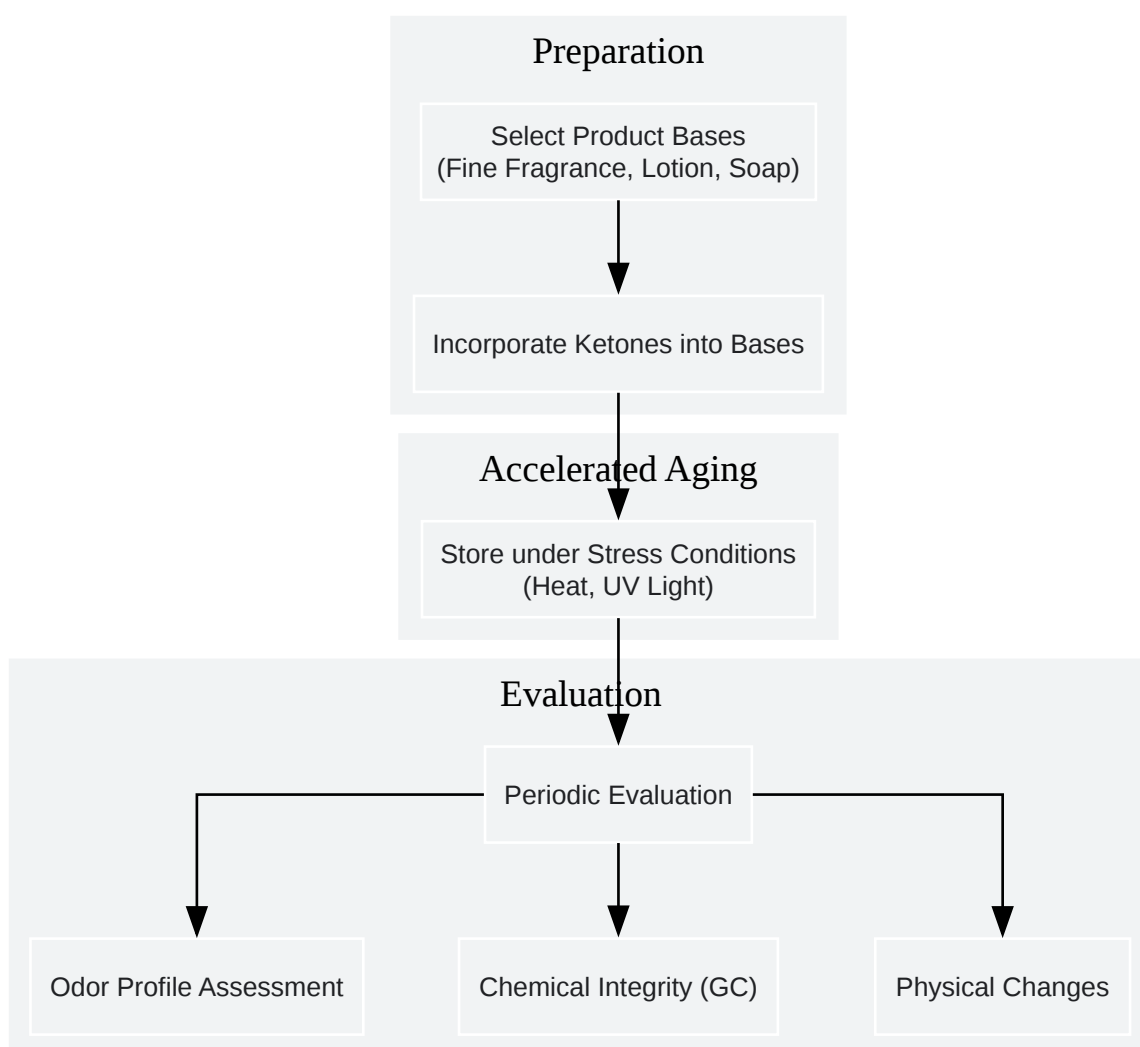 Preparation
Select Product Bases
(Fine Fragrance, Lotion, Soap)
Incorporate Ketones into Bases
Accelerated Aging
Store under Stress Conditions
(Heat, UV Light)
Evaluation
Periodic Evaluation
Odor Profile Assessment
Chemical Integrity (GC)
Physical Changes